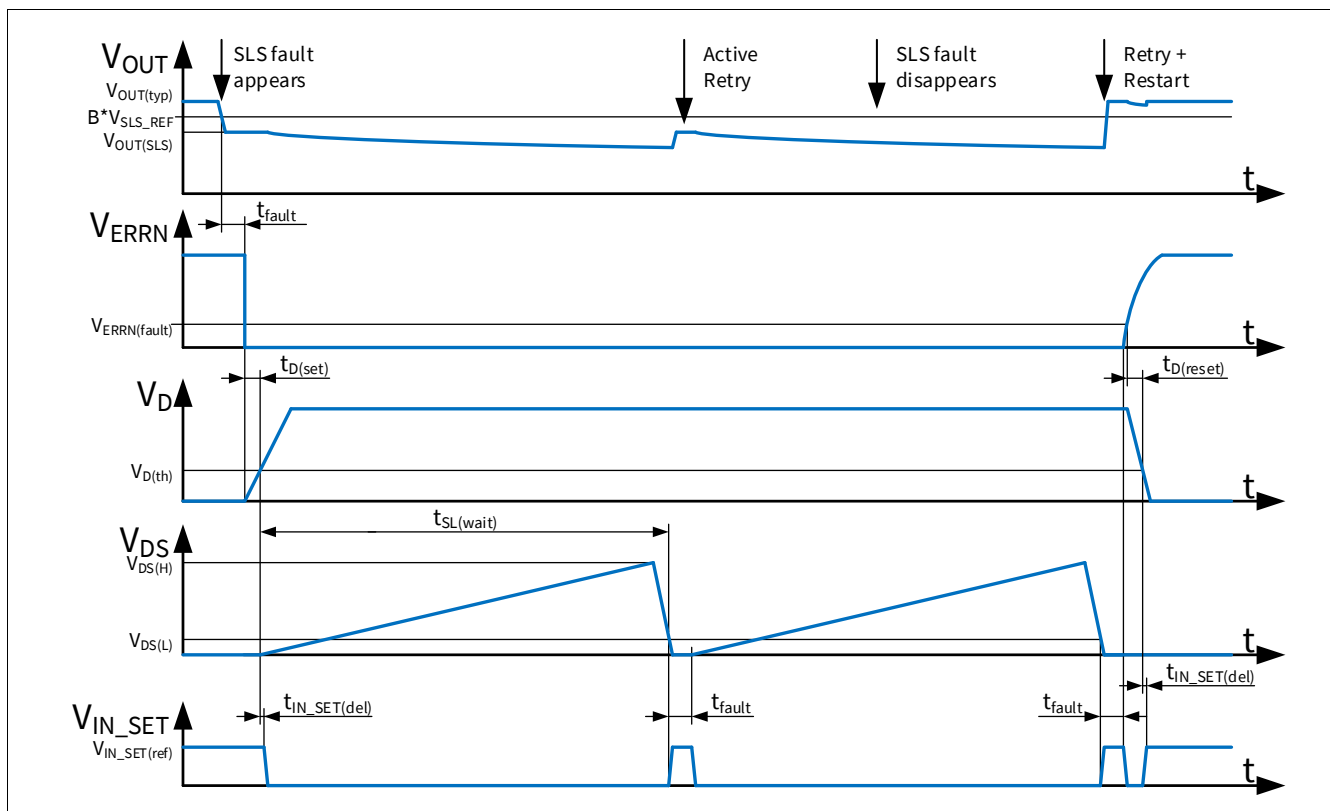 VOUT
SLS fault
appears
Active
Retry
SLS fault
disappears
Retry +
Restart
VOUT(typ)
B*VSLS_REF
VOUT(SLS)
t
tfault
VERRN
VERRN(fault)
t
tD(set)
tD(reset)
VD
VD(th)
t
tSL(wait)
VDS
VDS(H)
VDS(L)
t
tIN_SET(del)
tIN_SET(del)
tfault
tfault
VIN_SET
VIN_SET(ref)
t